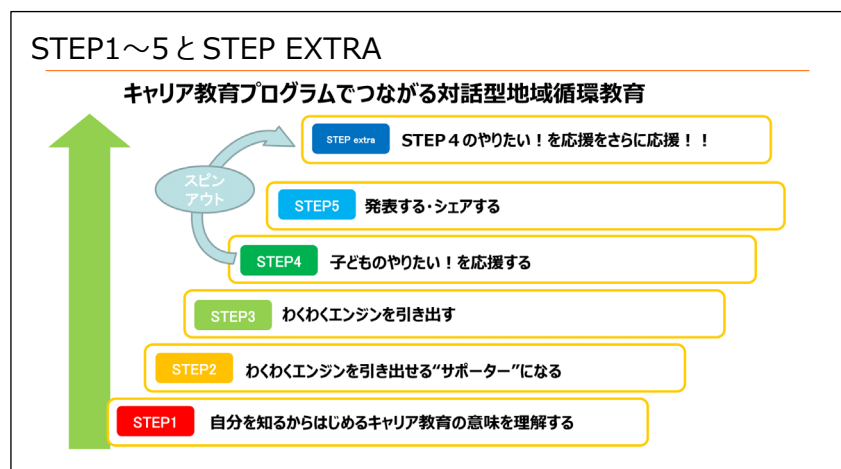 STEP1～5とSTEP EXTRA
キャリア教育プログラムでつながる対話型地域循環教育
STEP extra STEP４のやりたい！を応援をさらに応援！！
スピン
アウト
STEP5 発表する・シェアする
STEP4 子どものやりたい！を応援する
STEP3 わくわくエンジンを引き出す
STEP2 わくわくエンジンを引き出せる“サポーター”になる
STEP1 自分を知るからはじめるキャリア教育の意味を理解する